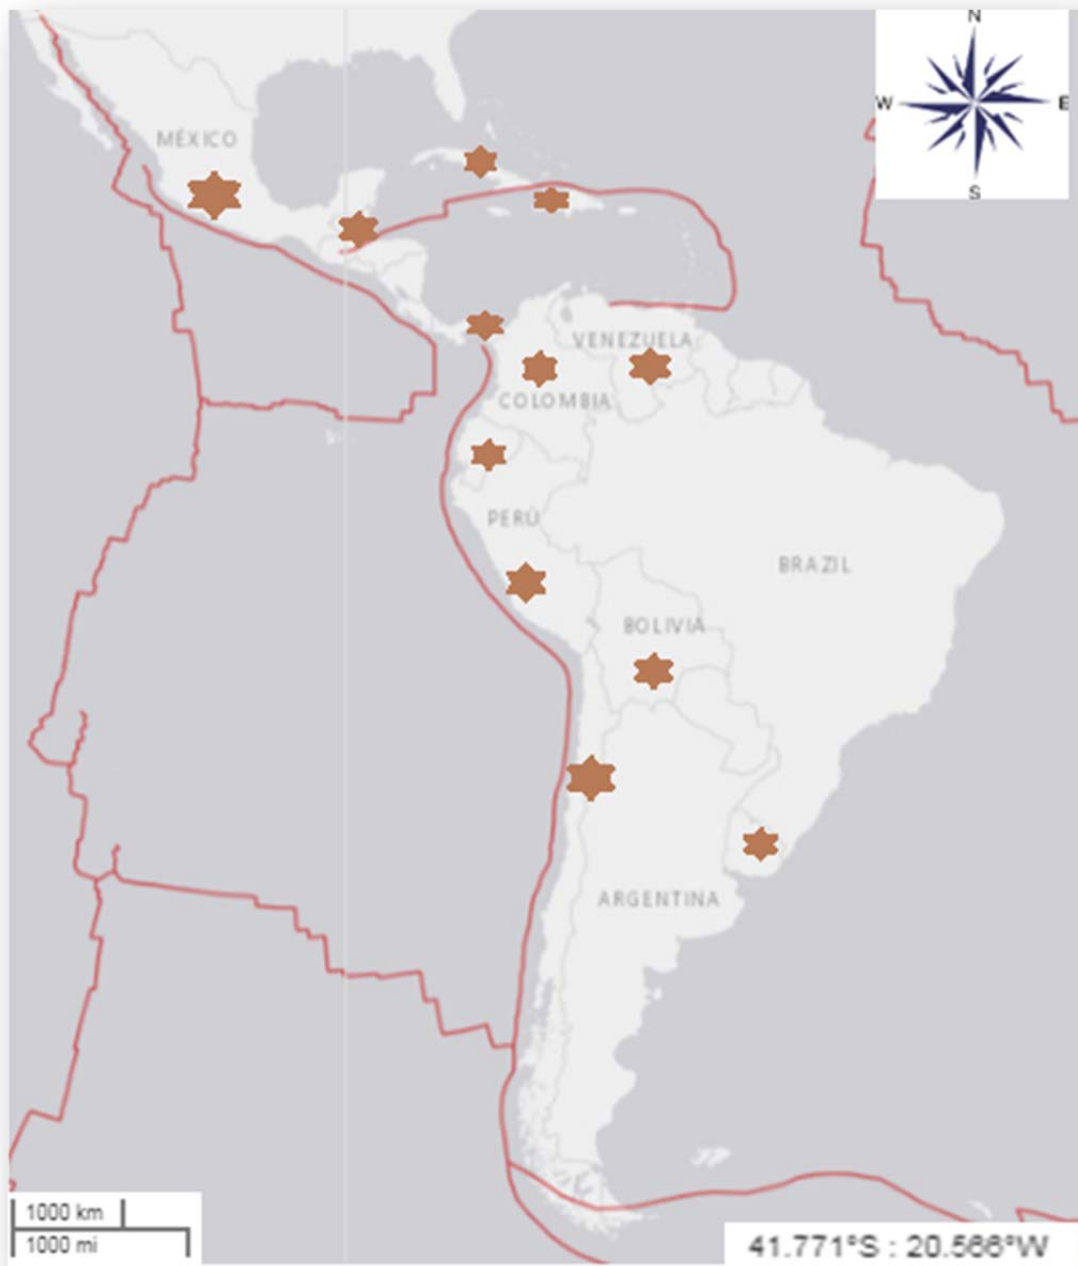 N
W E
S
MÉXICO
VENEZUELA
COLOMBIA
PERÚ
BRAZIL
BOLIVIA
ARGENTINA
1000 km
1000 mi
41.771°S : 20.566°W